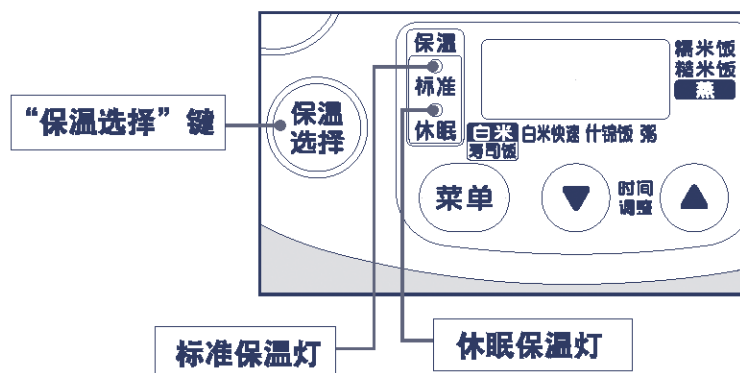 保温
标准
休眠
糯米饭
糙米饭
蒸
“保温选择”键
保温
选择
白米
寿司饭
白米快速 什锦饭 粥
菜单
时间
调整
标准保温灯
休眠保温灯